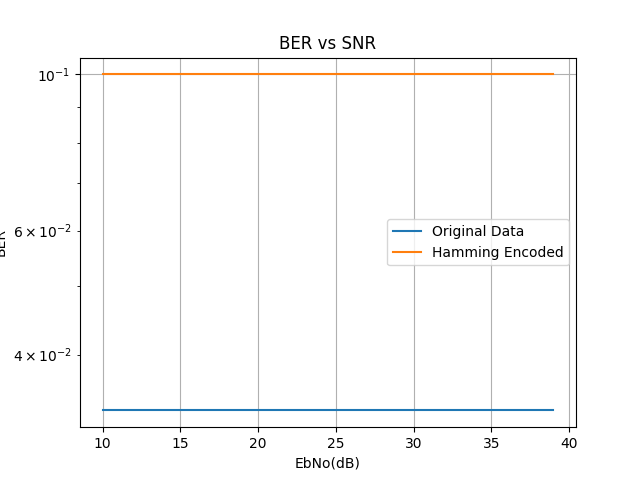 BER vs SNR
10⁻¹
6 × 10⁻²
4 × 10⁻²
BER
Original Data
Hamming Encoded
10 15 20 25 30 35 40
EbNo(dB)